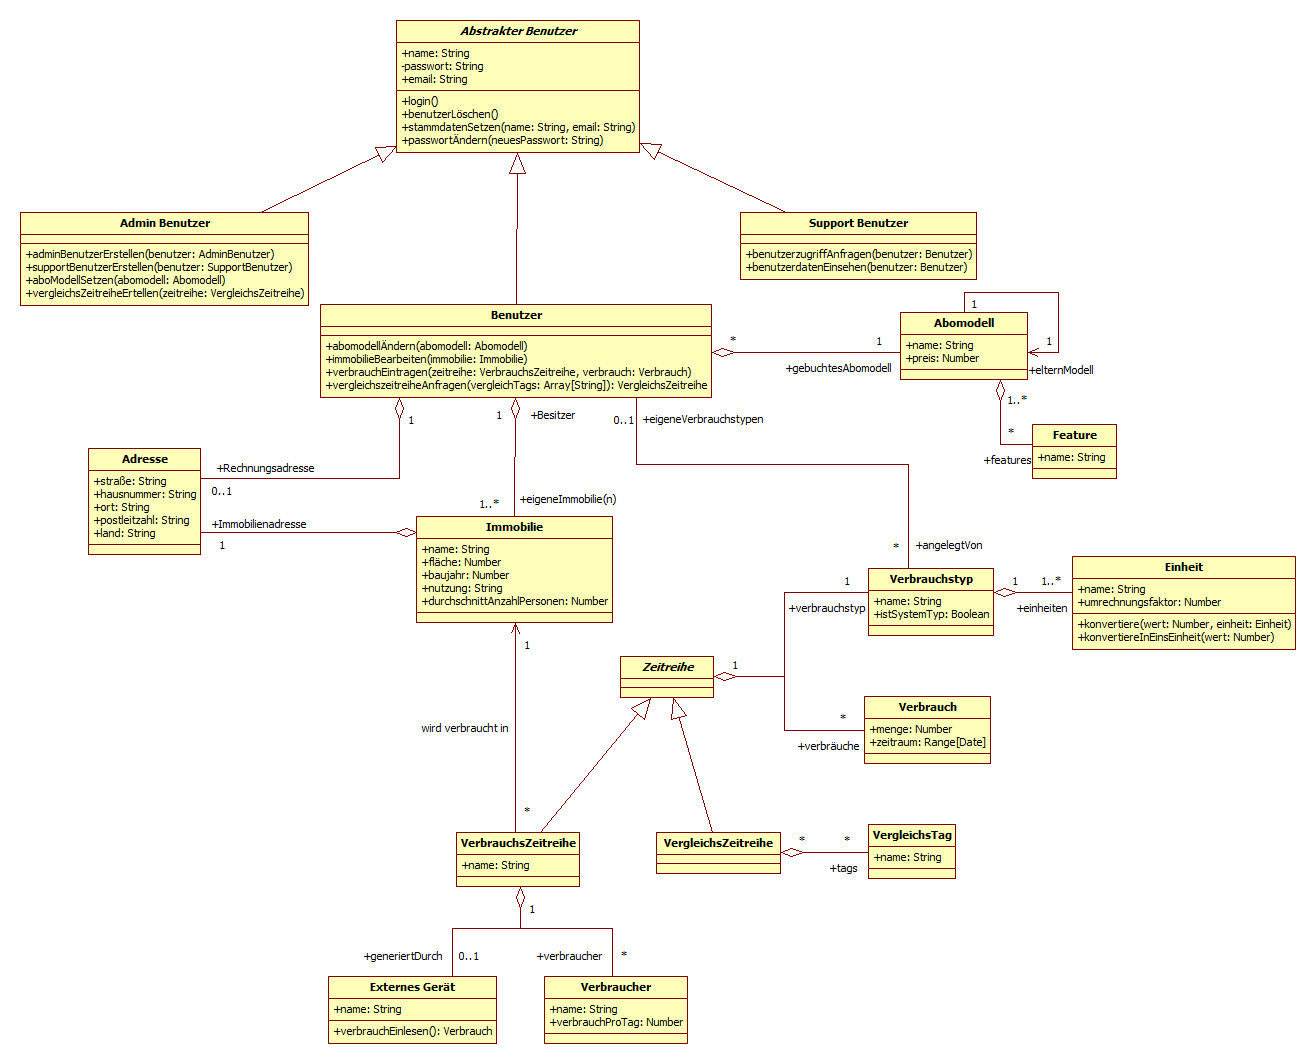 Abstrakter Benutzer
+name: String
-passwort: String
+email: String
+login()
+benutzerLöschen()
+stammdatenSetzen(name: String, email: String)
+passwortÄndern(neuesPasswort: String)
Admin Benutzer
+adminBenutzerErstellen(benutzer: AdminBenutzer)
+supportBenutzerErstellen(benutzer: SupportBenutzer)
+aboModellSetzen(abomodell: Abomodell)
+vergleichsZeitreiheErtellen(zeitreihe: VergleichsZeitreihe)
Support Benutzer
+benutzerzugriffAnfragen(benutzer: Benutzer)
+benutzerdatenEinsehen(benutzer: Benutzer)
Benutzer
+abomodellÄndern(abomodell: Abomodell)
+immobilieBearbeiten(immobilie: Immobilie)
+verbrauchEintragen(zeitreihe: VerbrauchsZeitreihe, verbrauch: Verbrauch)
+vergleichszeitreiheAnfragen(vergleichTags: Array[String]): VergleichsZeitreihe
*
1
+gebuchtesAbomodell
Abomodell
+name: String
+preis: Number
1
1
+elternModell
1..*
*
+features
Feature
+name: String
1
+Rechnungsadresse
0..1
1
+Besitzer
1..*
+eigeneImmobilie(n)
0..1
+eigeneVerbrauchstypen
*
+angelegtVon
Adresse
+straße: String
+hausnummer: String
+ort: String
+postleitzahl: String
+land: String
+Immobilienadresse
1
Immobilie
+name: String
+fläche: Number
+baujahr: Number
+nutzung: String
+durchschnittAnzahlPersonen: Number
1
wird verbraucht in
*
Verbrauchstyp
+name: String
+istSystemTyp: Boolean
1
1..*
+einheiten
Einheit
+name: String
+umrechnungsfaktor: Number
+konvertiere(wert: Number, einheit: Einheit)
+konvertiereInEinsEinheit(wert: Number)
Zeitreihe
1
1
+verbrauchstyp
*
+verbräuche
Verbrauch
+menge: Number
+zeitraum: Range[Date]
VerbrauchsZeitreihe
+name: String
VergleichsZeitreihe
*
*
+tags
VergleichsTag
+name: String
1
+generiertDurch
0..1
+verbraucher
*
Externes Gerät
+name: String
+verbrauchEinlesen(): Verbrauch
Verbraucher
+name: String
+verbrauchProTag: Number